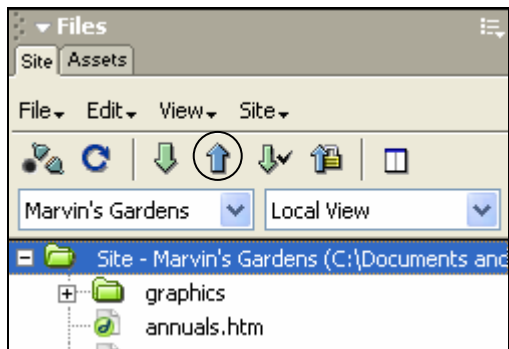 Files
Site Assets
File Edit View Site
Marvin's Gardens Local View
Site - Marvin's Gardens (C:\Documents and
graphics
annuals.htm